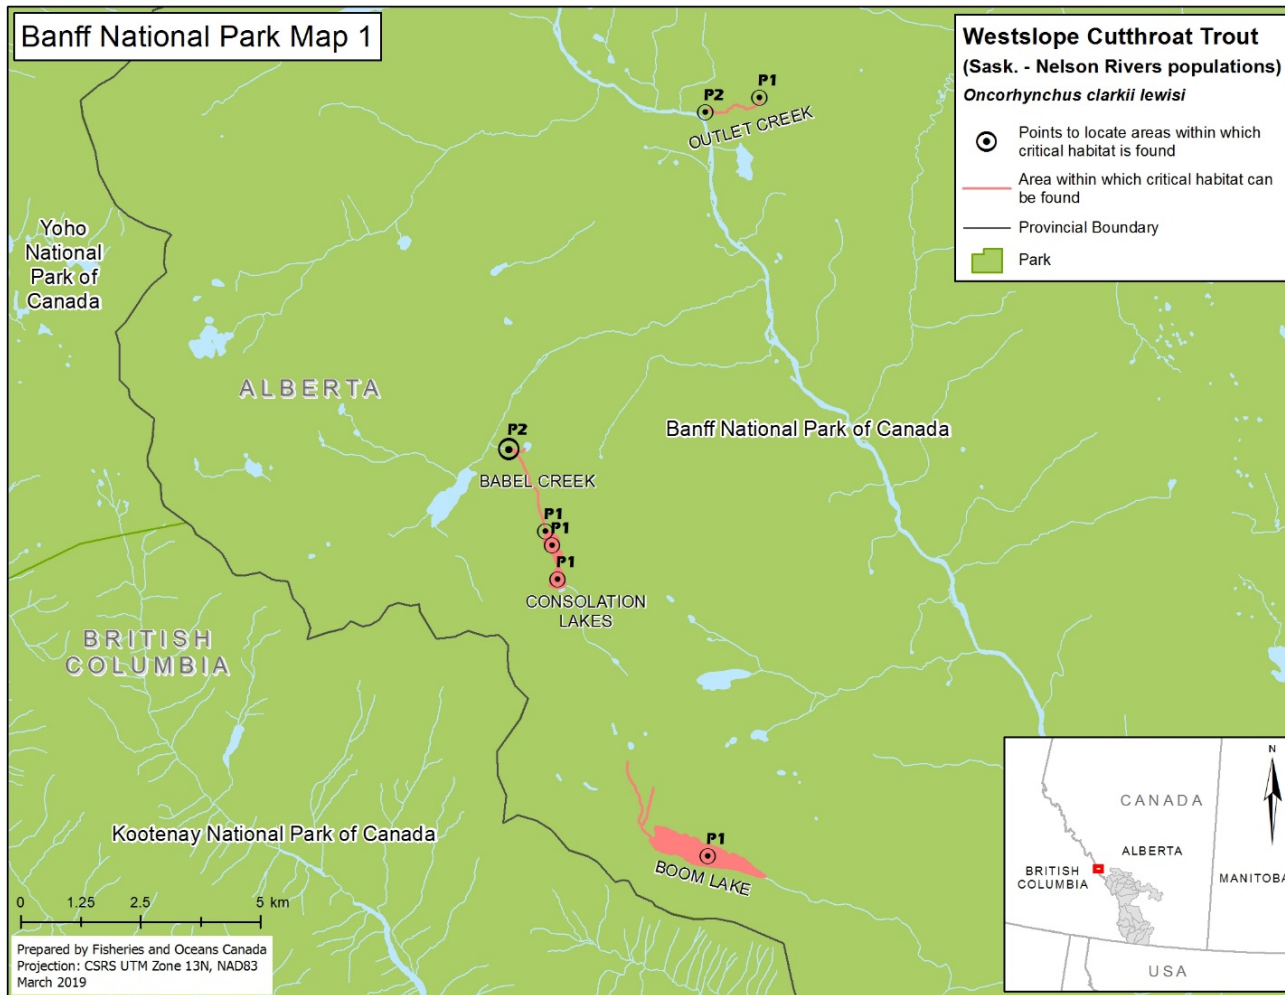 Banff National Park Map 1
Westslope Cutthroat Trout
(Sask. - Nelson Rivers populations)
Oncorhynchus clarkii lewisi
Points to locate areas within which
critical habitat is found
Area within which critical habitat can
be found
Provincial Boundary
Park
P2
P1
OUTLET CREEK
Yoho
National
Park of
Canada
ALBERTA
Banff National Park of Canada
P2
BABEL CREEK
P1
P1
P1
CONSOLATION
LAKES
BRITISH
COLUMBIA
Kootenay National Park of Canada
P1
BOOM LAKE
0 1.25 2.5 5 km
Prepared by Fisheries and Oceans Canada
Projection: CSRS UTM Zone 13N, NAD83
March 2019
N
CANADA
ALBERTA
BRITISH
COLUMBIA
MANITOBA
USA